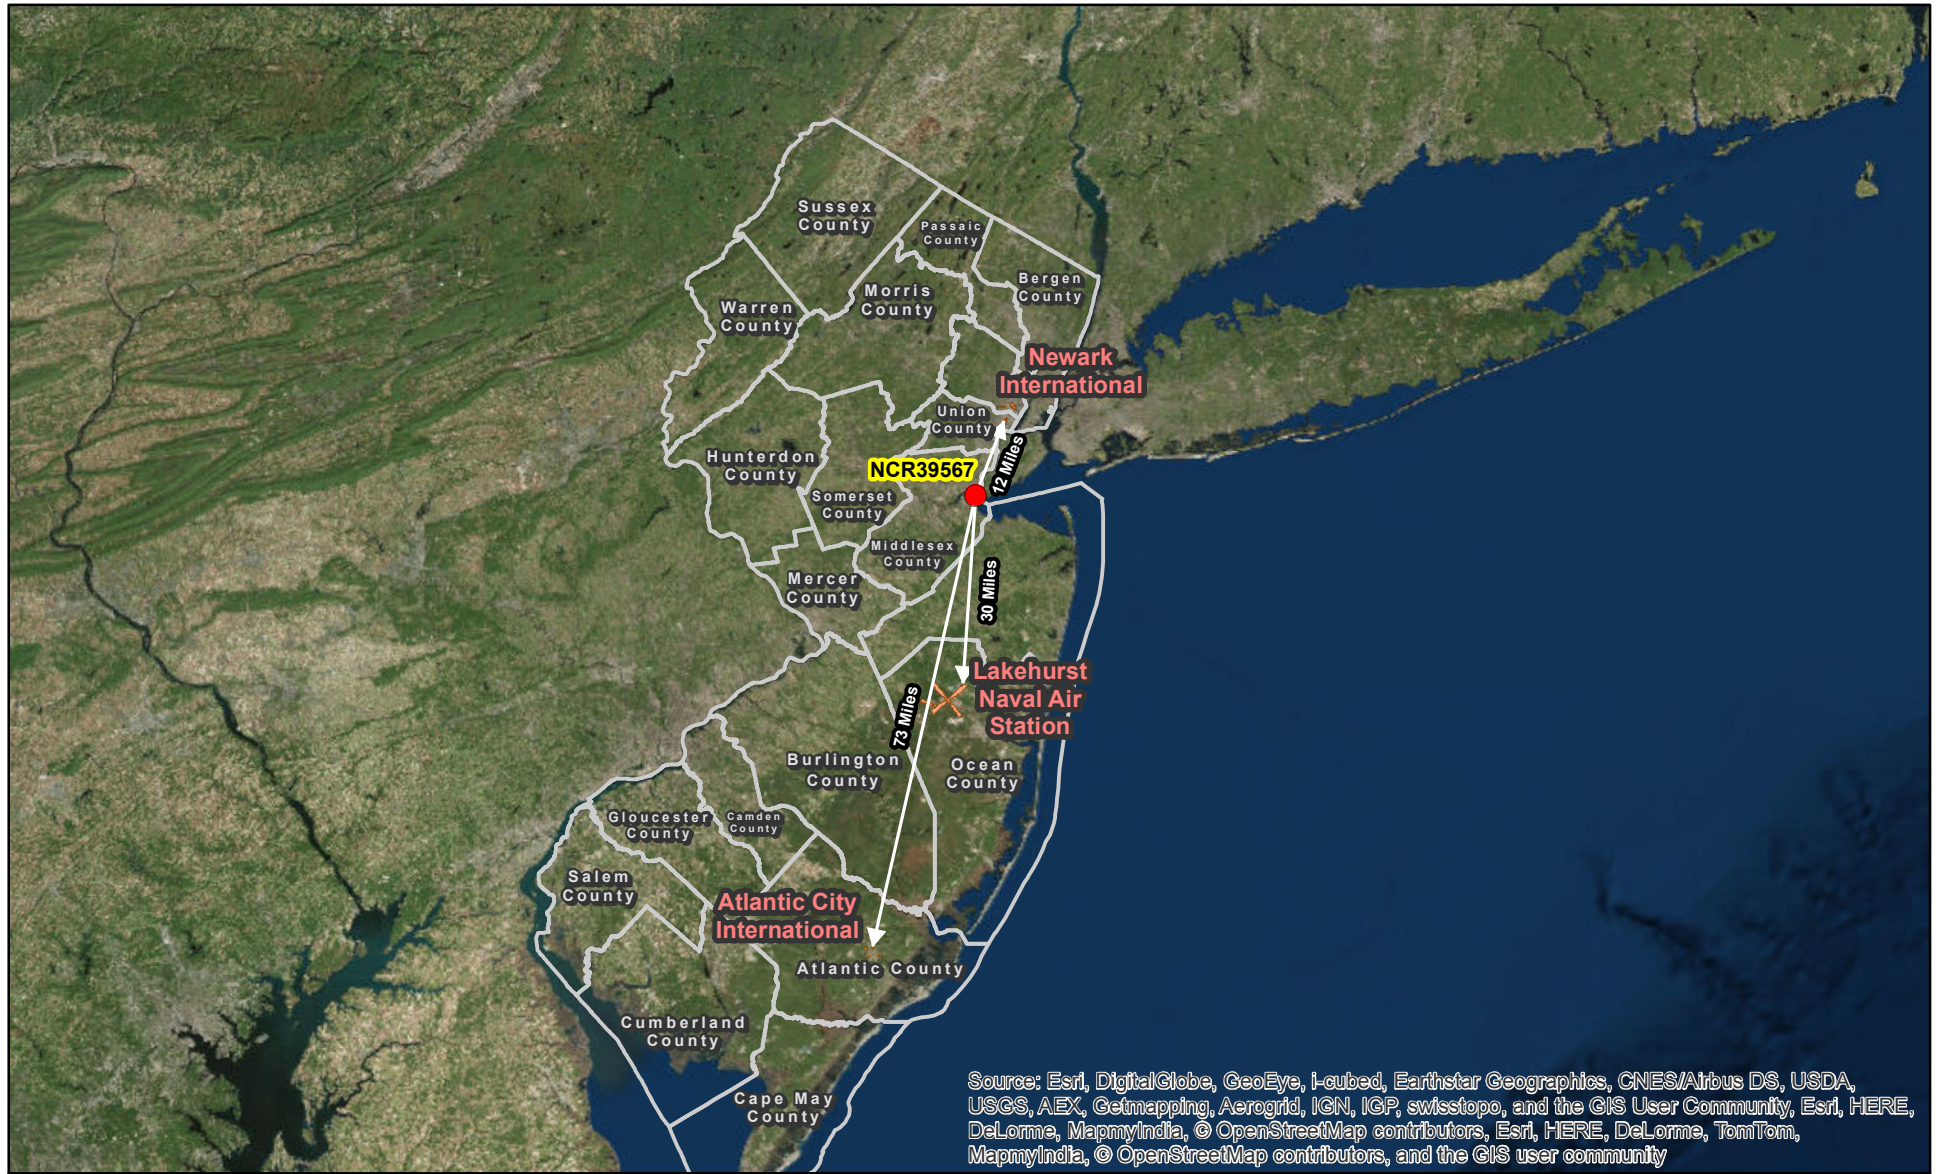 Sussex
County
Passaic
County
Bergen
County
Morris
County
Warren
County
Newark
International
Union
County
12 Miles
Hunterdon
County
NCR39567
Somerset
County
Middlesex
County
Mercer
County
30 Miles
Lakehurst
Naval Air
Station
73 Miles
Burlington
County
Ocean
County
Gloucester
County
Camden
County
Salem
County
Atlantic City
International
Atlantic County
Cumberland
County
Cape May
County
Source: Esri, DigitalGlobe, GeoEye, i-cubed, Earthstar Geographics, CNES/Airbus DS, USDA,
USGS, AEX, Getmapping, Aerogrid, IGN, IGP, swisstopo, and the GIS User Community, Esri, HERE,
DeLorme, MapmyIndia, © OpenStreetMap contributors, Esri, HERE, DeLorme, TomTom,
MapmyIndia, © OpenStreetMap contributors, and the GIS user community